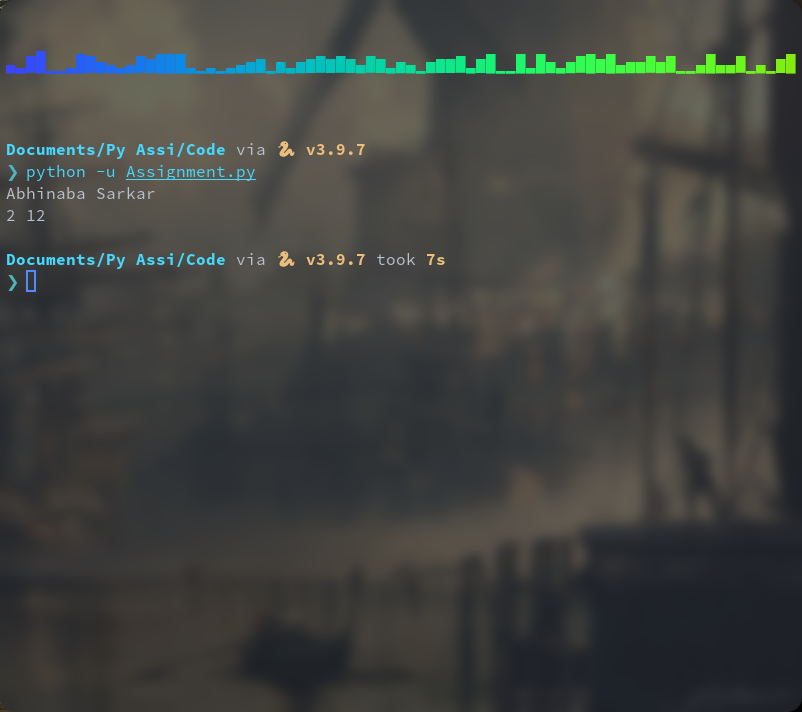 Documents/Py Assi/Code via 🐍 v3.9.7
❯ python -u Assignment.py
Abhinaba Sarkar
2 12
Documents/Py Assi/Code via 🐍 v3.9.7 took 7s
❯